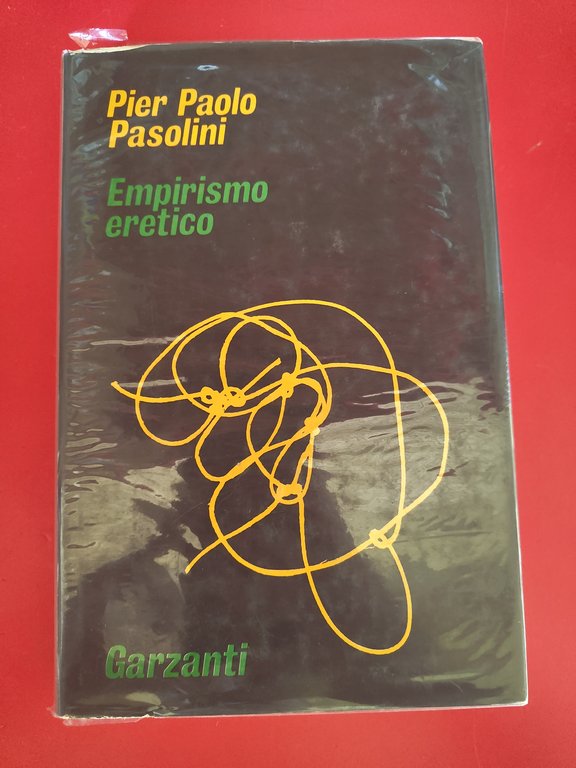 Pier Paolo
Pasolini
Empirismo
eretico
Garzanti